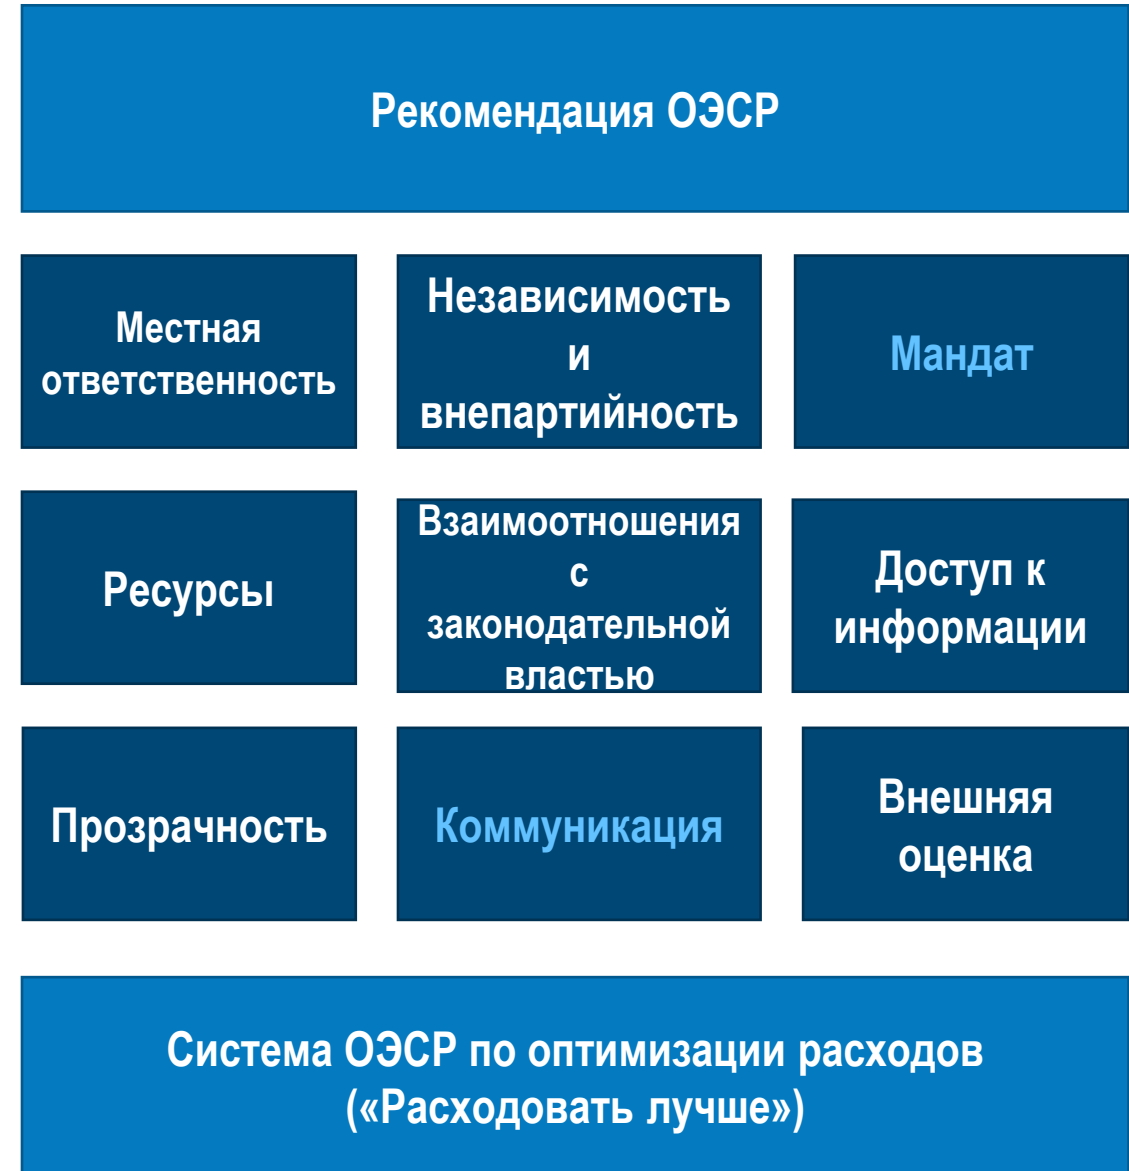 Рекомендация ОЭСР
Местная
ответственность
Независимость
и
внепартийность
Мандат
Ресурсы
Взаимоотношения
с
законодательной
властью
Доступ к
информации
Прозрачность
Коммуникация
Внешняя
оценка
Система ОЭСР по оптимизации расходов
(«Расходовать лучше»)